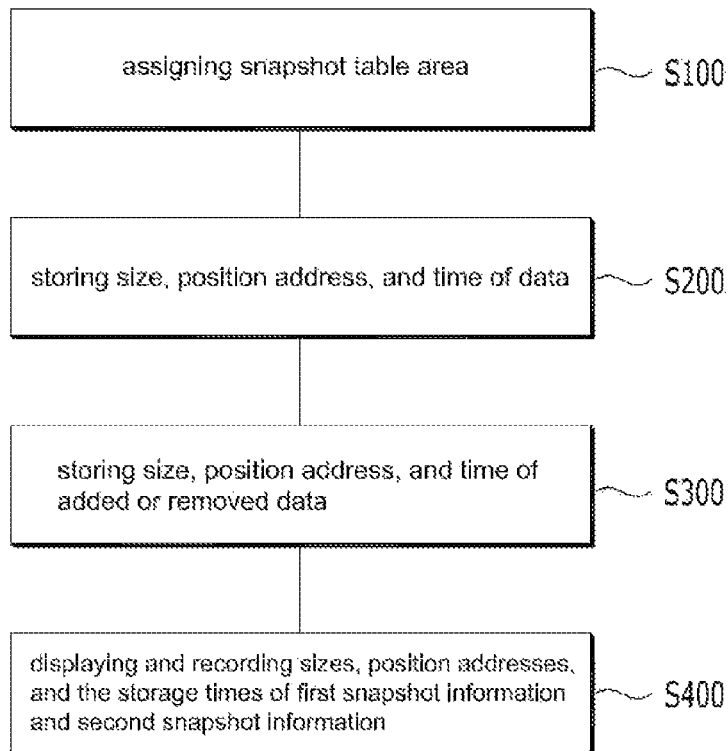 assigning snapshot table area
S100
storing size, position address, and time of data
S200
storing size, position address, and time of
added or removed data
S300
displaying and recording sizes, position addresses,
and the storage times of first snapshot information
and second snapshot information
S400